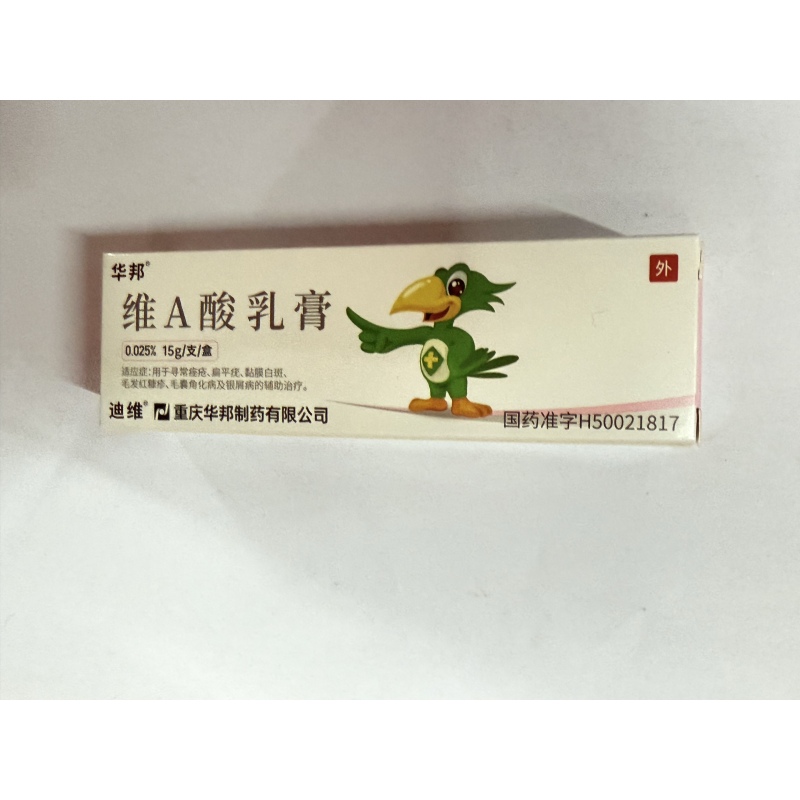 华邦®
外
维A酸乳膏
0.025% 15g/支/盒
适应症:用于寻常痤疮、扁平疣、黏膜白斑、
毛发红糠疹、毛囊角化病及银屑病的辅助治疗。
迪维® 重庆华邦制药有限公司
国药准字H50021817